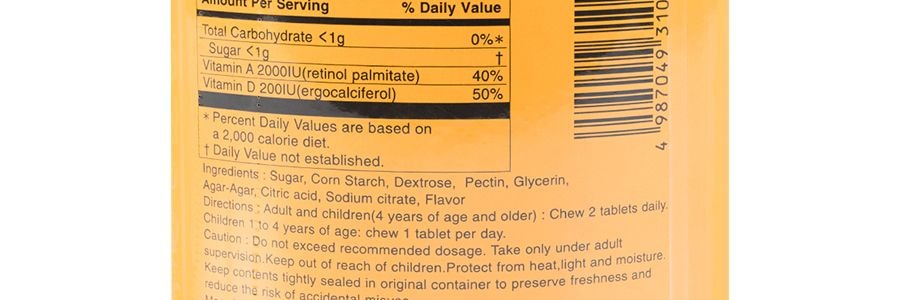 Amount Per Serving % Daily Value
Total Carbohydrate <1g 0%*
Sugar <1g †
Vitamin A 2000IU(retinol palmitate) 40%
Vitamin D 200IU(ergocalciferol) 50%
* Percent Daily Values are based on
a 2,000 calorie diet.
† Daily Value not established.
Ingredients : Sugar, Corn Starch, Dextrose, Pectin, Glycerin,
Agar-Agar, Citric acid, Sodium citrate, Flavor
Directions : Adult and children(4 years of age and older) : Chew 2 tablets daily.
Children 1 to 4 years of age: chew 1 tablet per day.
Caution : Do not exceed recommended dosage. Take only under adult
supervision.Keep out of reach of children.Protect from heat,light and moisture.
Keep contents tightly sealed in original container to preserve freshness and
reduce the risk of accidental misuse.
4 987049 310